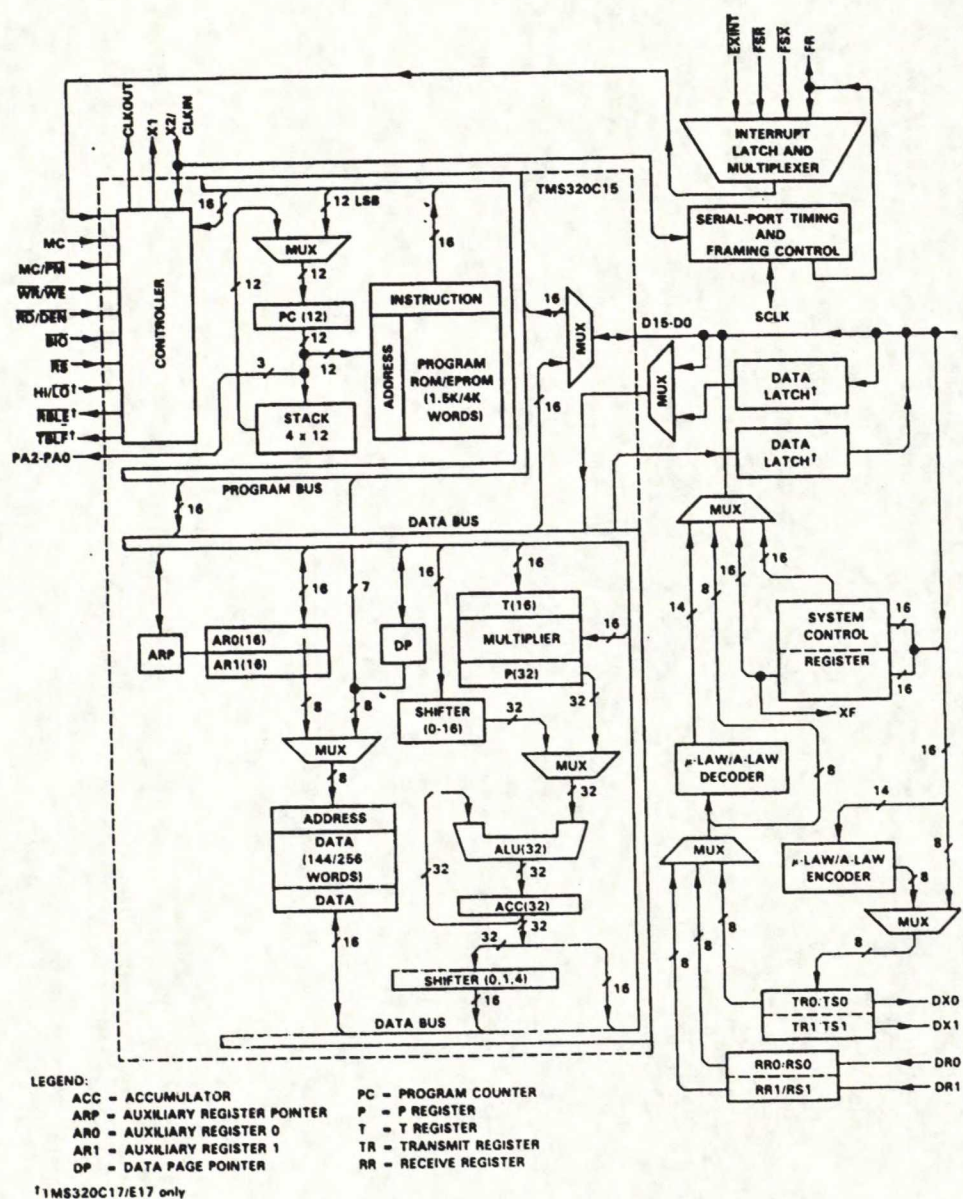 EXINT
FSR
FSX
FR
CLKOUT
X1
X2/
CLKIN
INTERRUPT
LATCH AND
MULTIPLEXER
TMS320C15
16
12 LSB
16
SERIAL-PORT TIMING
AND
FRAMING CONTROL
SCLK
MC
MC/PM
WR/WE
RD/DEN
BIO
RS
HI/LO†
RBLE†
TBLF†
PA2-PA0
CONTROLLER
MUX
12
12
PC (12)
12
12
3
STACK
4 x 12
INSTRUCTION
ADDRESS
PROGRAM
ROM/EPROM
(1.5K/4K
WORDS)
16
MUX
16
D15-D0
MUX
DATA
LATCH†
DATA
LATCH†
PROGRAM BUS
16
DATA BUS
MUX
16
7
16
16
T(16)
MULTIPLIER
P(32)
16
14
8
16
16
SYSTEM
CONTROL
REGISTER
16
16
XF
ARP
AR0(16)
AR1(16)
DP
8
8
SHIFTER
(0-16)
32
32
MUX
8
MUX
32
μ-LAW/A-LAW
DECODER
8
16
14
ADDRESS
DATA
(144/256
WORDS)
DATA
16
ALU(32)
32
32
ACC(32)
32
32
SHIFTER (0,1,4)
16
16
DATA BUS
MUX
μ-LAW/A-LAW
ENCODER
8
8
MUX
8
8
8
8
8
TR0/TS0
TR1/TS1
DX0
DX1
RR0/RS0
RR1/RS1
DR0
DR1
LEGEND:
ACC = ACCUMULATOR
ARP = AUXILIARY REGISTER POINTER
AR0 = AUXILIARY REGISTER 0
AR1 = AUXILIARY REGISTER 1
DP = DATA PAGE POINTER
PC = PROGRAM COUNTER
P = P REGISTER
T = T REGISTER
TR = TRANSMIT REGISTER
RR = RECEIVE REGISTER
†TMS320C17/E17 only